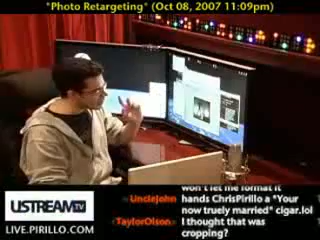 *Photo Retargeting* (Oct 08, 2007 11:09pm)
won't let me format it
UncleJohn hands ChrisPirillo a *Your
now truely married* cigar.lol
TaylorOlson I thought that was
cropping?
USTREAM TV
LIVE.PIRILLO.COM